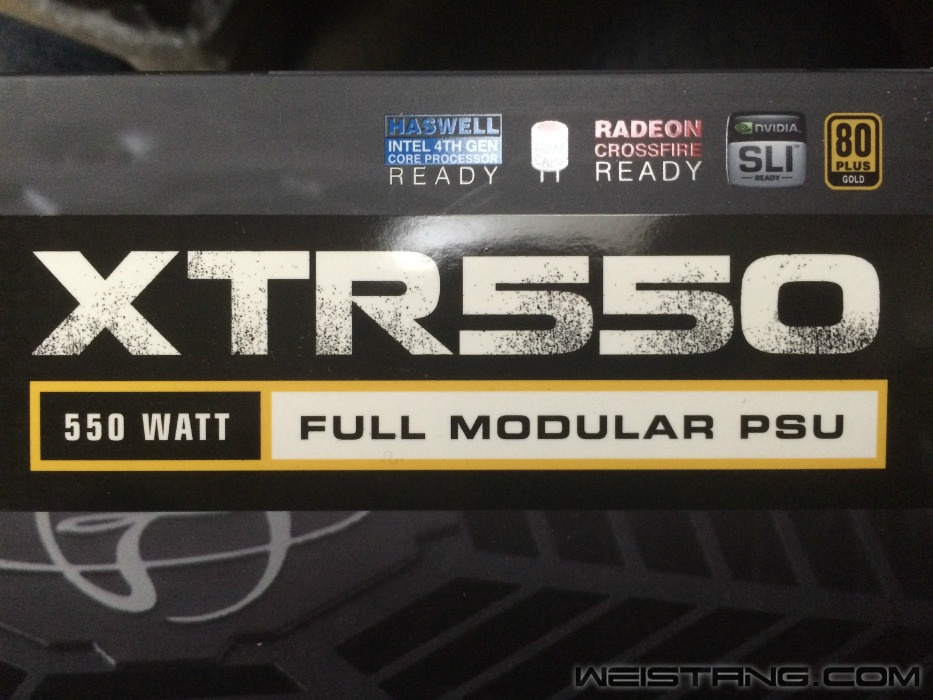 HASWELL
INTEL 4TH GEN
CORE PROCESSOR
READY
RADEON
CROSSFIRE
READY
NVIDIA.
SLI™
READY
80
PLUS
GOLD
XTR550
550 WATT
FULL MODULAR PSU
WEISTANG.COM